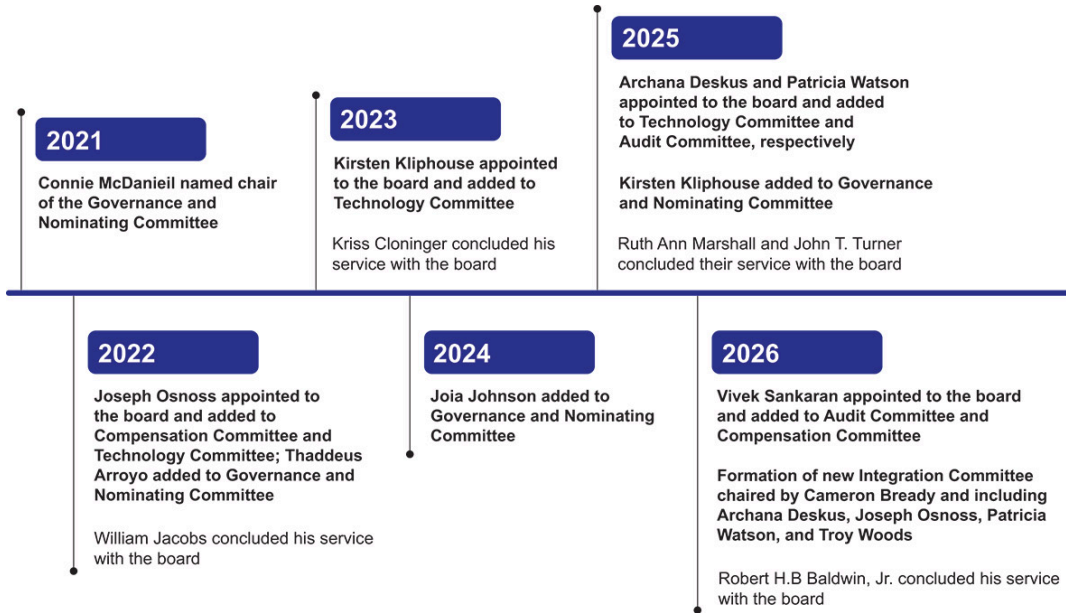 2021
Connie McDanieil named chair
of the Governance and
Nominating Committee
2022
Joseph Osnoss appointed to
the board and added to
Compensation Committee and
Technology Committee; Thaddeus
Arroyo added to Governance and
Nominating Committee
William Jacobs concluded his service
with the board
2023
Kirsten Kliphouse appointed
to the board and added to
Technology Committee
Kriss Cloninger concluded his
service with the board
2024
Joia Johnson added to
Governance and Nominating
Committee
2025
Archana Deskus and Patricia Watson
appointed to the board and added
to Technology Committee and
Audit Committee, respectively
Kirsten Kliphouse added to Governance
and Nominating Committee
Ruth Ann Marshall and John T. Turner
concluded their service with the board
2026
Vivek Sankaran appointed to the board
and added to Audit Committee and
Compensation Committee
Formation of new Integration Committee
chaired by Cameron Bready and including
Archana Deskus, Joseph Osnoss, Patricia
Watson, and Troy Woods
Robert H.B Baldwin, Jr. concluded his service
with the board